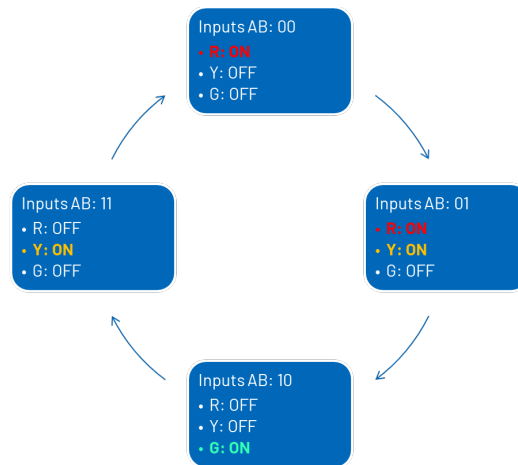 Inputs AB: 00
• R: ON
• Y: OFF
• G: OFF
Inputs AB: 01
• R: ON
• Y: ON
• G: OFF
Inputs AB: 10
• R: OFF
• Y: OFF
• G: ON
Inputs AB: 11
• R: OFF
• Y: ON
• G: OFF